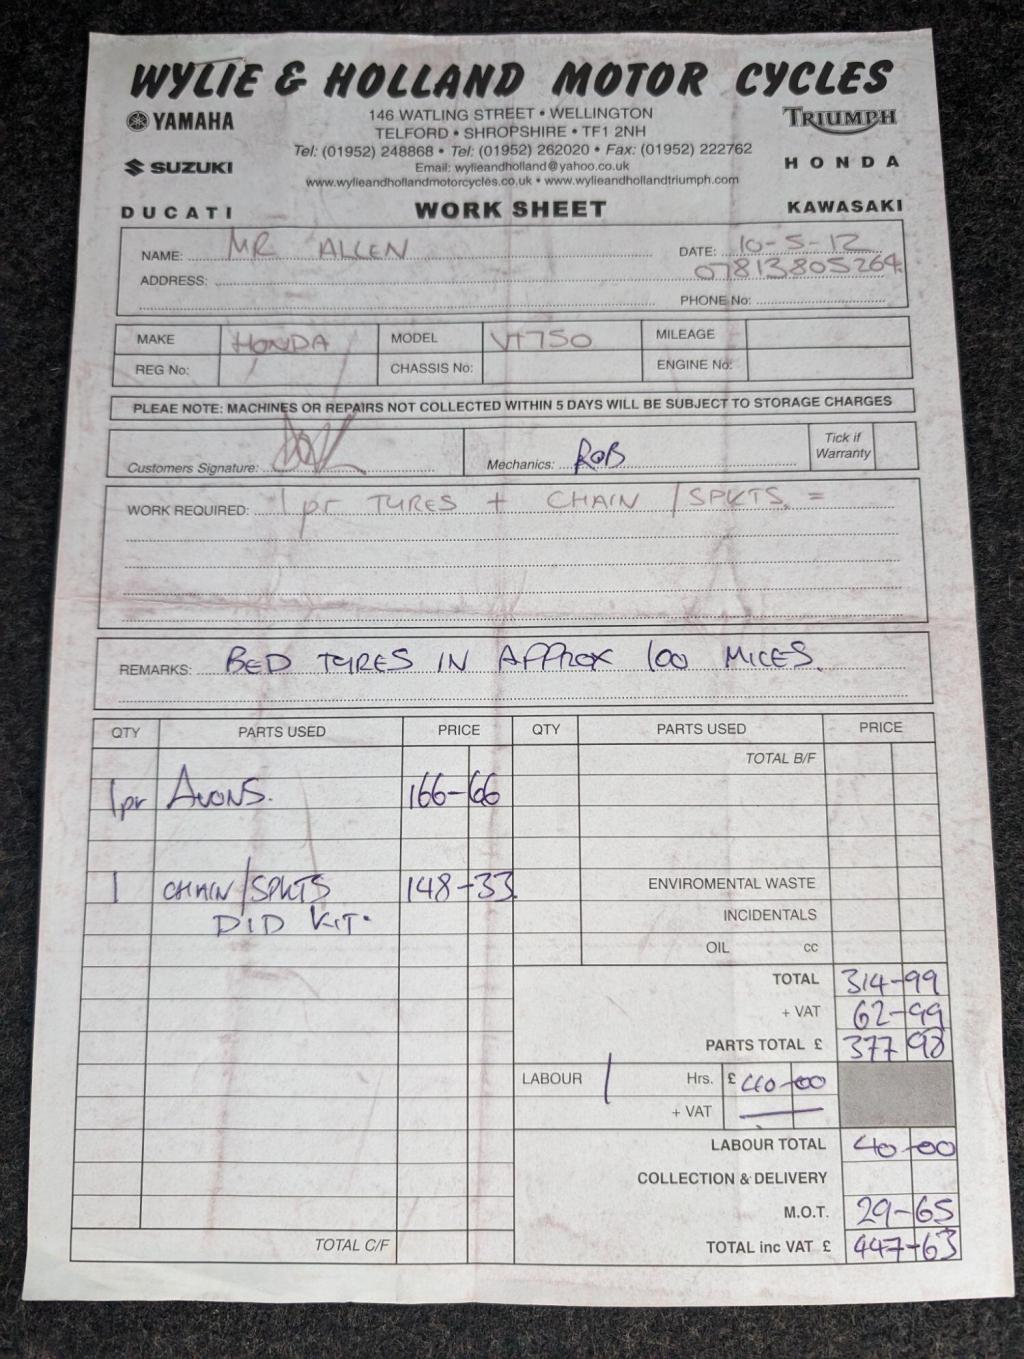 WYLIE & HOLLAND MOTOR CYCLES
YAMAHA
146 WATLING STREET • WELLINGTON
TRIUMPH
TELFORD • SHROPSHIRE • TF1 2NH
Tel: (01952) 248868 • Tel: (01952) 262020 • Fax: (01952) 222762
SUZUKI
Email: wylieandholland@yahoo.co.uk
HONDA
www.wylieandhollandmotorcycles.co.uk • www.wylieandhollandtriumph.com
DUCATI
WORK SHEET
KAWASAKI
NAME: MR ALLEN DATE: 10-5-12
ADDRESS: 07813805264
PHONE No:
MAKE HONDA MODEL VT750 MILEAGE
REG No: CHASSIS No: ENGINE No:
PLEAE NOTE: MACHINES OR REPAIRS NOT COLLECTED WITHIN 5 DAYS WILL BE SUBJECT TO STORAGE CHARGES
Customers Signature: Mechanics: ROB Tick if
Warranty
WORK REQUIRED: 1 pr TYRES + CHAIN / SPKTS. =
REMARKS: BED TYRES IN APPROX 100 MILES.
QTY PARTS USED PRICE QTY PARTS USED PRICE
TOTAL B/F
1pr AVONS. 166-66
1 CHAIN/SPKTS 148-33 ENVIROMENTAL WASTE
DID KIT. INCIDENTALS
OIL cc
TOTAL 314-99
+ VAT 62-99
PARTS TOTAL £ 377 98
LABOUR 1 Hrs. £ 40-00
+ VAT —
LABOUR TOTAL 40-00
COLLECTION & DELIVERY
M.O.T. 29-65
TOTAL C/F TOTAL inc VAT £ 447-63